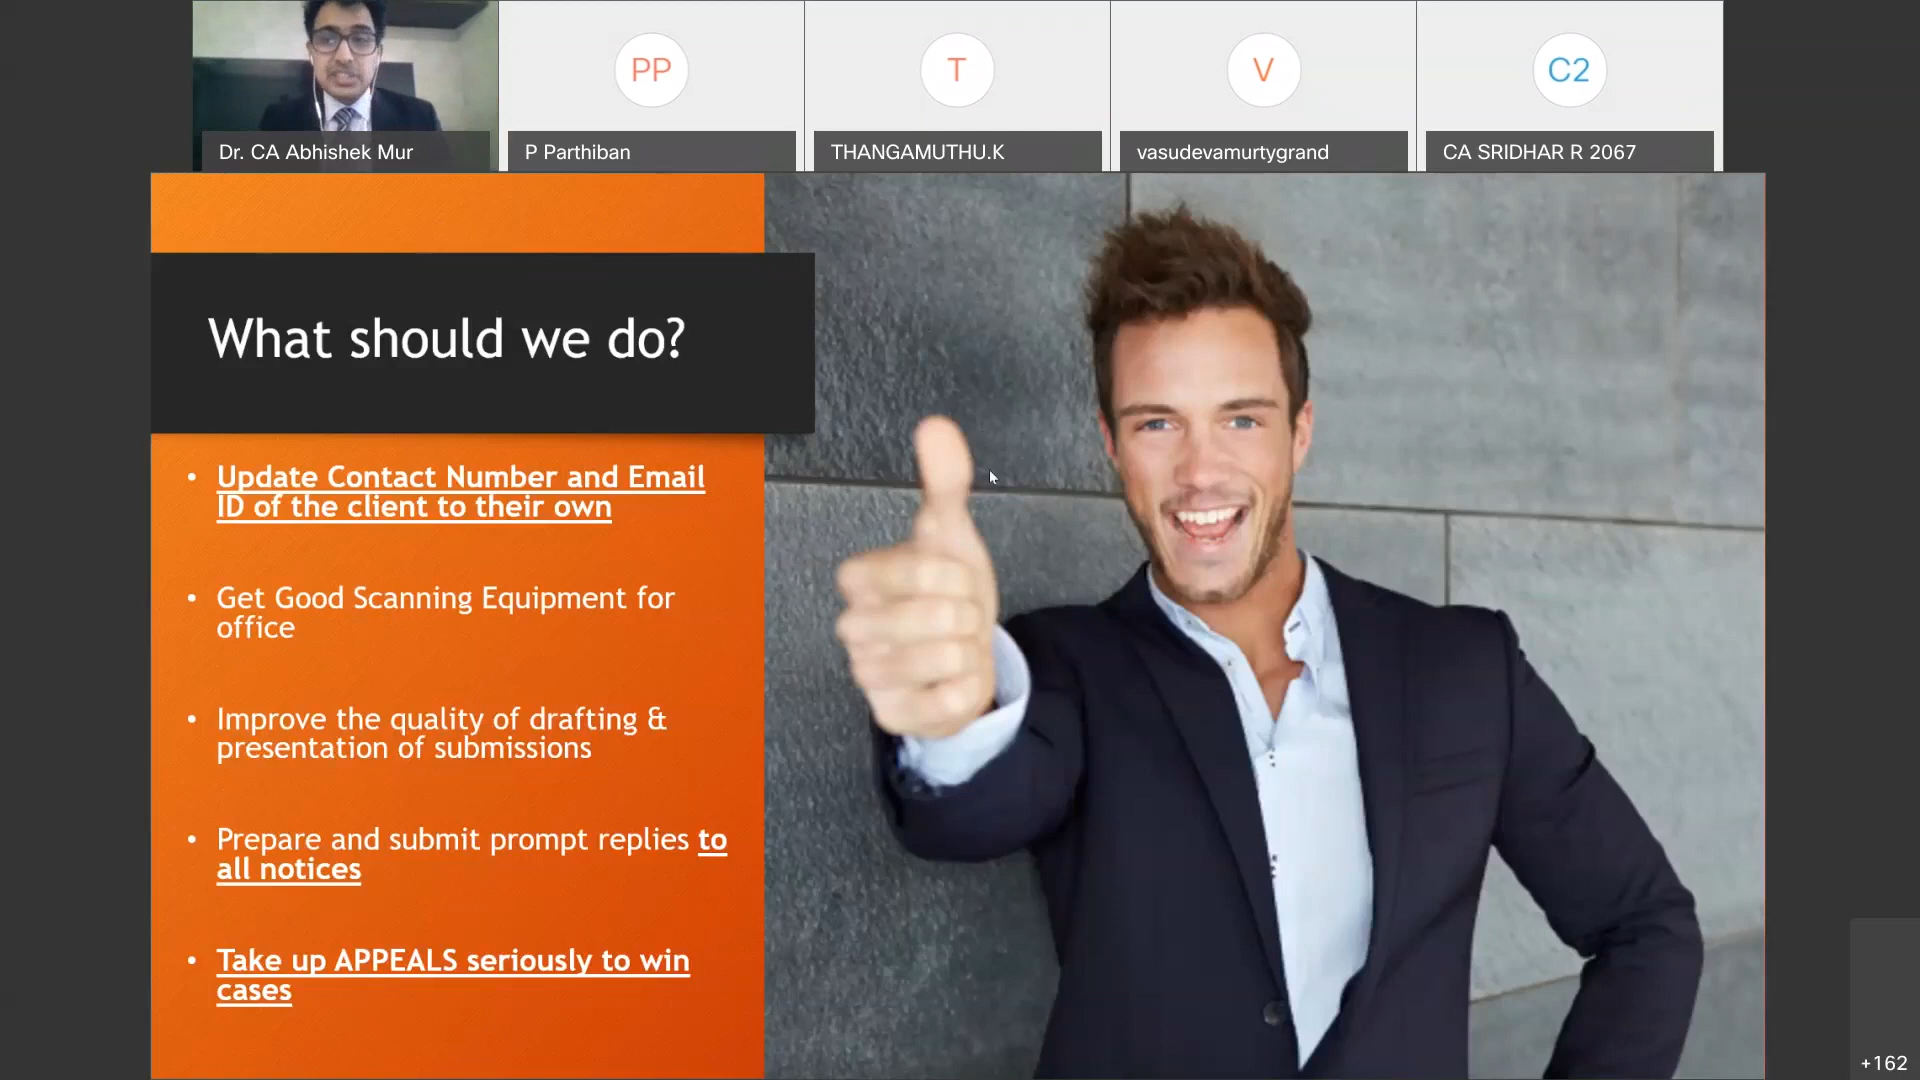 PP
T
V
C2
Dr. CA Abhishek Mur
P Parthiban
THANGAMUTHU.K
vasudevamurtygrand
CA SRIDHAR R 2067
What should we do?
• Update Contact Number and Email
ID of the client to their own
• Get Good Scanning Equipment for
office
• Improve the quality of drafting &
presentation of submissions
• Prepare and submit prompt replies to
all notices
• Take up APPEALS seriously to win
cases
+162